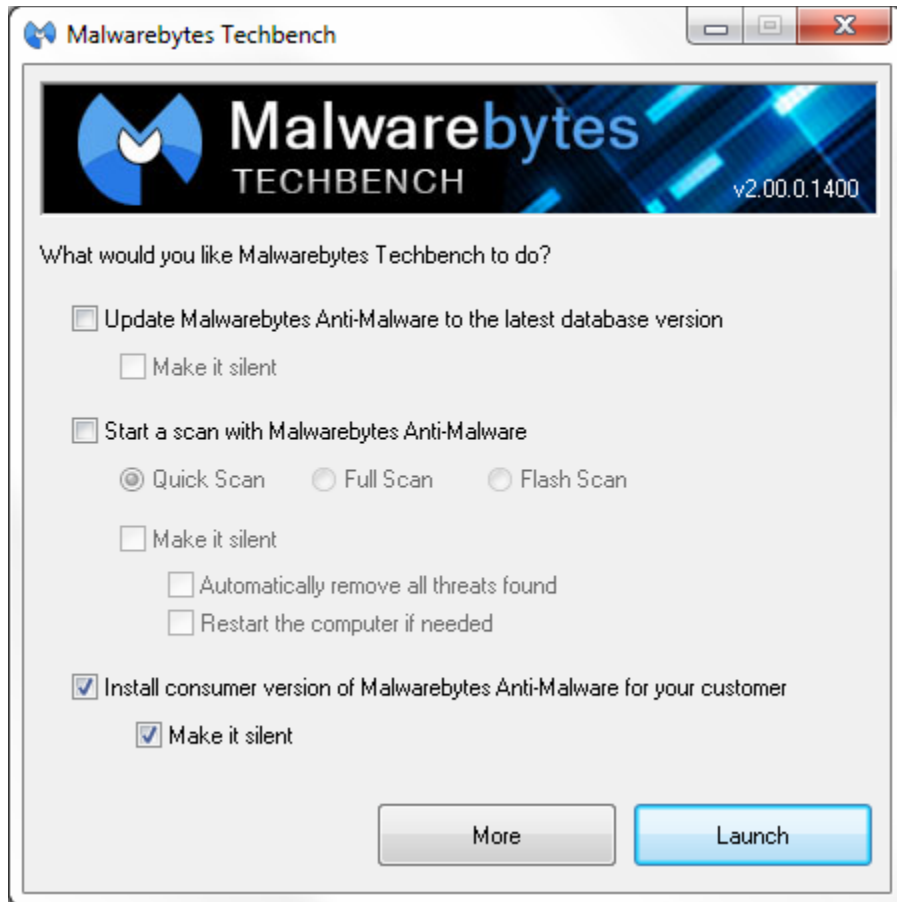 Malwarebytes Techbench
Malwarebytes
TECHBENCH
v2.00.0.1400
What would you like Malwarebytes Techbench to do?
Update Malwarebytes Anti-Malware to the latest database version
Make it silent
Start a scan with Malwarebytes Anti-Malware
Quick Scan Full Scan Flash Scan
Make it silent
Automatically remove all threats found
Restart the computer if needed
Install consumer version of Malwarebytes Anti-Malware for your customer
Make it silent
More Launch